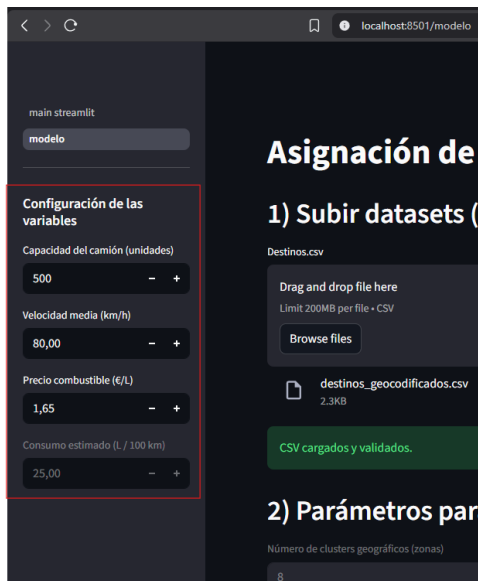 localhost:8501/modelo
main streamlit
modelo
Configuración de las
variables
Capacidad del camión (unidades)
500
Velocidad media (km/h)
80,00
Precio combustible (€/L)
1,65
Consumo estimado (L / 100 km)
25,00
Asignación de
1) Subir datasets (
Destinos.csv
Drag and drop file here
Limit 200MB per file • CSV
Browse files
destinos_geocodificados.csv
2.3KB
CSV cargados y validados.
2) Parámetros par
Número de clusters geográficos (zonas)
8